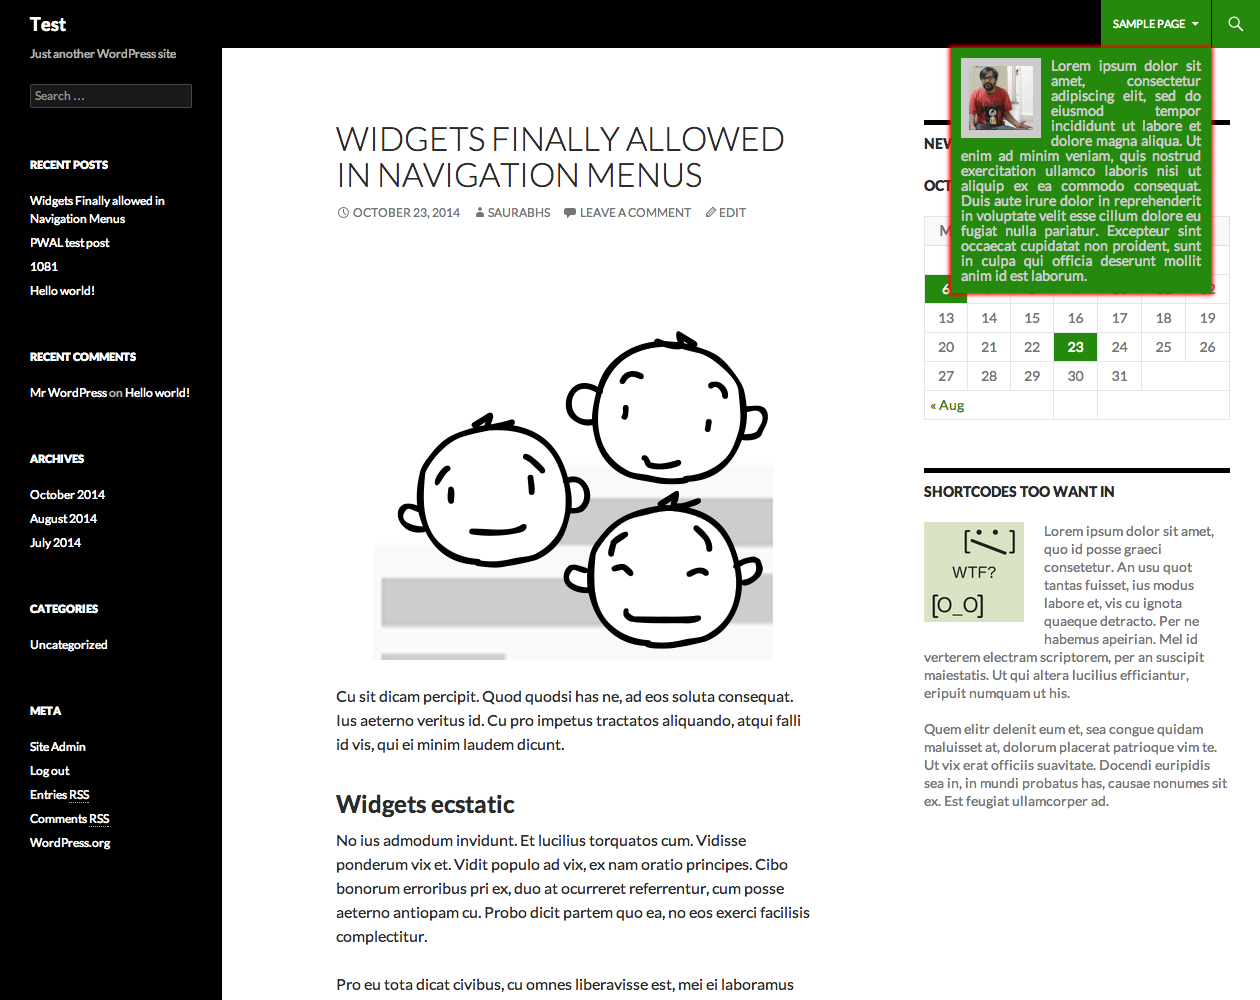 Test
Just another WordPress site
Search ...
RECENT POSTS
Widgets Finally allowed in
Navigation Menus
PWAL test post
1081
Hello world!
RECENT COMMENTS
Mr WordPress on Hello world!
ARCHIVES
October 2014
August 2014
July 2014
CATEGORIES
Uncategorized
META
Site Admin
Log out
Entries RSS
Comments RSS
WordPress.org
WIDGETS FINALLY ALLOWED
IN NAVIGATION MENUS
OCTOBER 23, 2014 SAURABHS LEAVE A COMMENT EDIT
Cu sit dicam percipit. Quod quodsi has ne, ad eos soluta consequat.
Ius aeterno veritus id. Cu pro impetus tractatos aliquando, atqui falli
id vis, qui ei minim laudem dicunt.
Widgets ecstatic
No ius admodum invidunt. Et lucilius torquatos cum. Vidisse
ponderum vix et. Vidit populo ad vix, ex nam oratio principes. Cibo
bonorum erroribus pri ex, duo at ocurreret referrentur, cum posse
aeterno antiopam cu. Probo dicit partem quo ea, no eos exerci facilisis
complectitur.
Pro eu tota dicat civibus, cu omnes liberavisse est, mei ei laboramus
SAMPLE PAGE
Lorem ipsum dolor sit
amet, consectetur
adipiscing elit, sed do
eiusmod tempor
incididunt ut labore et
dolore magna aliqua. Ut
enim ad minim veniam, quis nostrud
exercitation ullamco laboris nisi ut
aliquip ex ea commodo consequat.
Duis aute irure dolor in reprehenderit
in voluptate velit esse cillum dolore eu
fugiat nulla pariatur. Excepteur sint
occaecat cupidatat non proident, sunt
in culpa qui officia deserunt mollit
anim id est laborum.
OCT
M
6
13 14 15 16 17 18 19
20 21 22 23 24 25 26
27 28 29 30 31
« Aug
SHORTCODES TOO WANT IN
[¨\]
WTF?
[O_O]
Lorem ipsum dolor sit amet,
quo id posse graeci
consetetur. An usu quot
tantas fuisset, ius modus
labore et, vis cu ignota
quaeque detracto. Per ne
habemus apeirian. Mel id
verterem electram scriptorem, per an suscipit
maiestatis. Ut qui altera lucilius efficiantur,
eripuit numquam ut his.
Quem elitr delenit eum et, sea congue quidam
maluisset at, dolorum placerat patrioque vim te.
Ut vix erat officiis suavitate. Docendi euripidis
sea in, in mundi probatus has, causae nonumes sit
ex. Est feugiat ullamcorper ad.